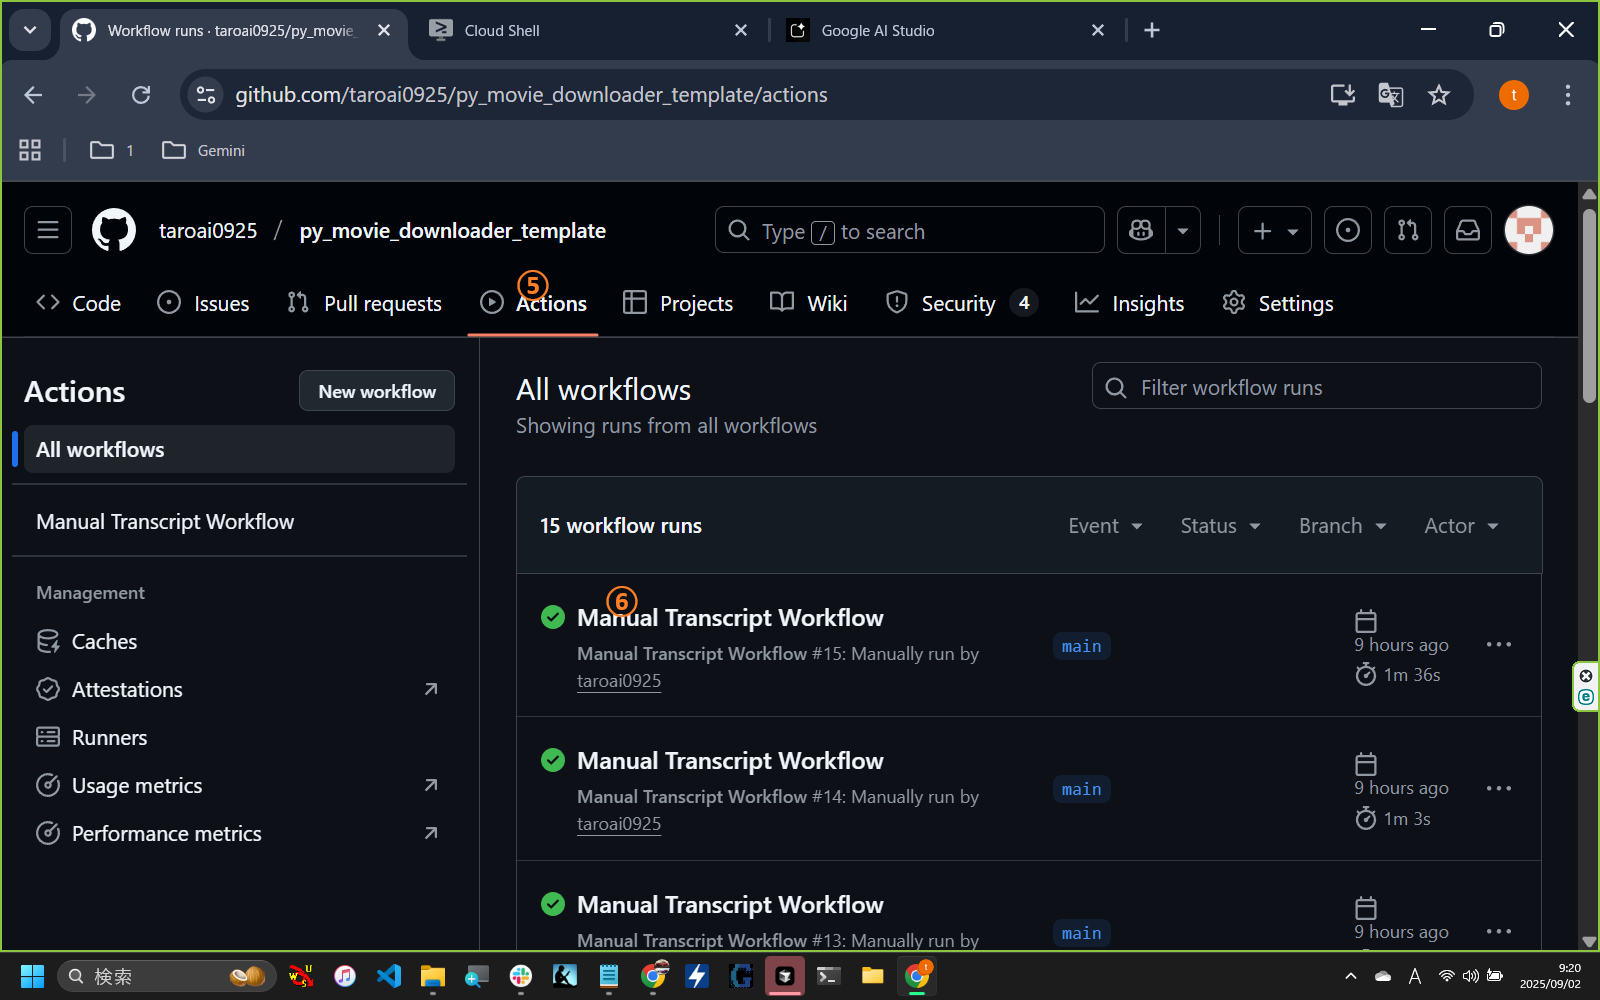 Workflow runs · taroai0925/py_movie_
Cloud Shell
Google AI Studio
github.com/taroai0925/py_movie_downloader_template/actions
t
1
Gemini
taroai0925 / py_movie_downloader_template
Type / to search
⑤
Code
Issues
Pull requests
Actions
Projects
Wiki
Security 4
Insights
Settings
Actions
New workflow
All workflows
Manual Transcript Workflow
Management
Caches
Attestations
Runners
Usage metrics
Performance metrics
All workflows
Showing runs from all workflows
Filter workflow runs
15 workflow runs
Event
Status
Branch
Actor
⑥
Manual Transcript Workflow
Manual Transcript Workflow #15: Manually run by
taroai0925
main
9 hours ago
1m 36s
Manual Transcript Workflow
Manual Transcript Workflow #14: Manually run by
taroai0925
main
9 hours ago
1m 3s
Manual Transcript Workflow
Manual Transcript Workflow #13: Manually run by
main
9 hours ago
検索
A
9:20
2025/09/02